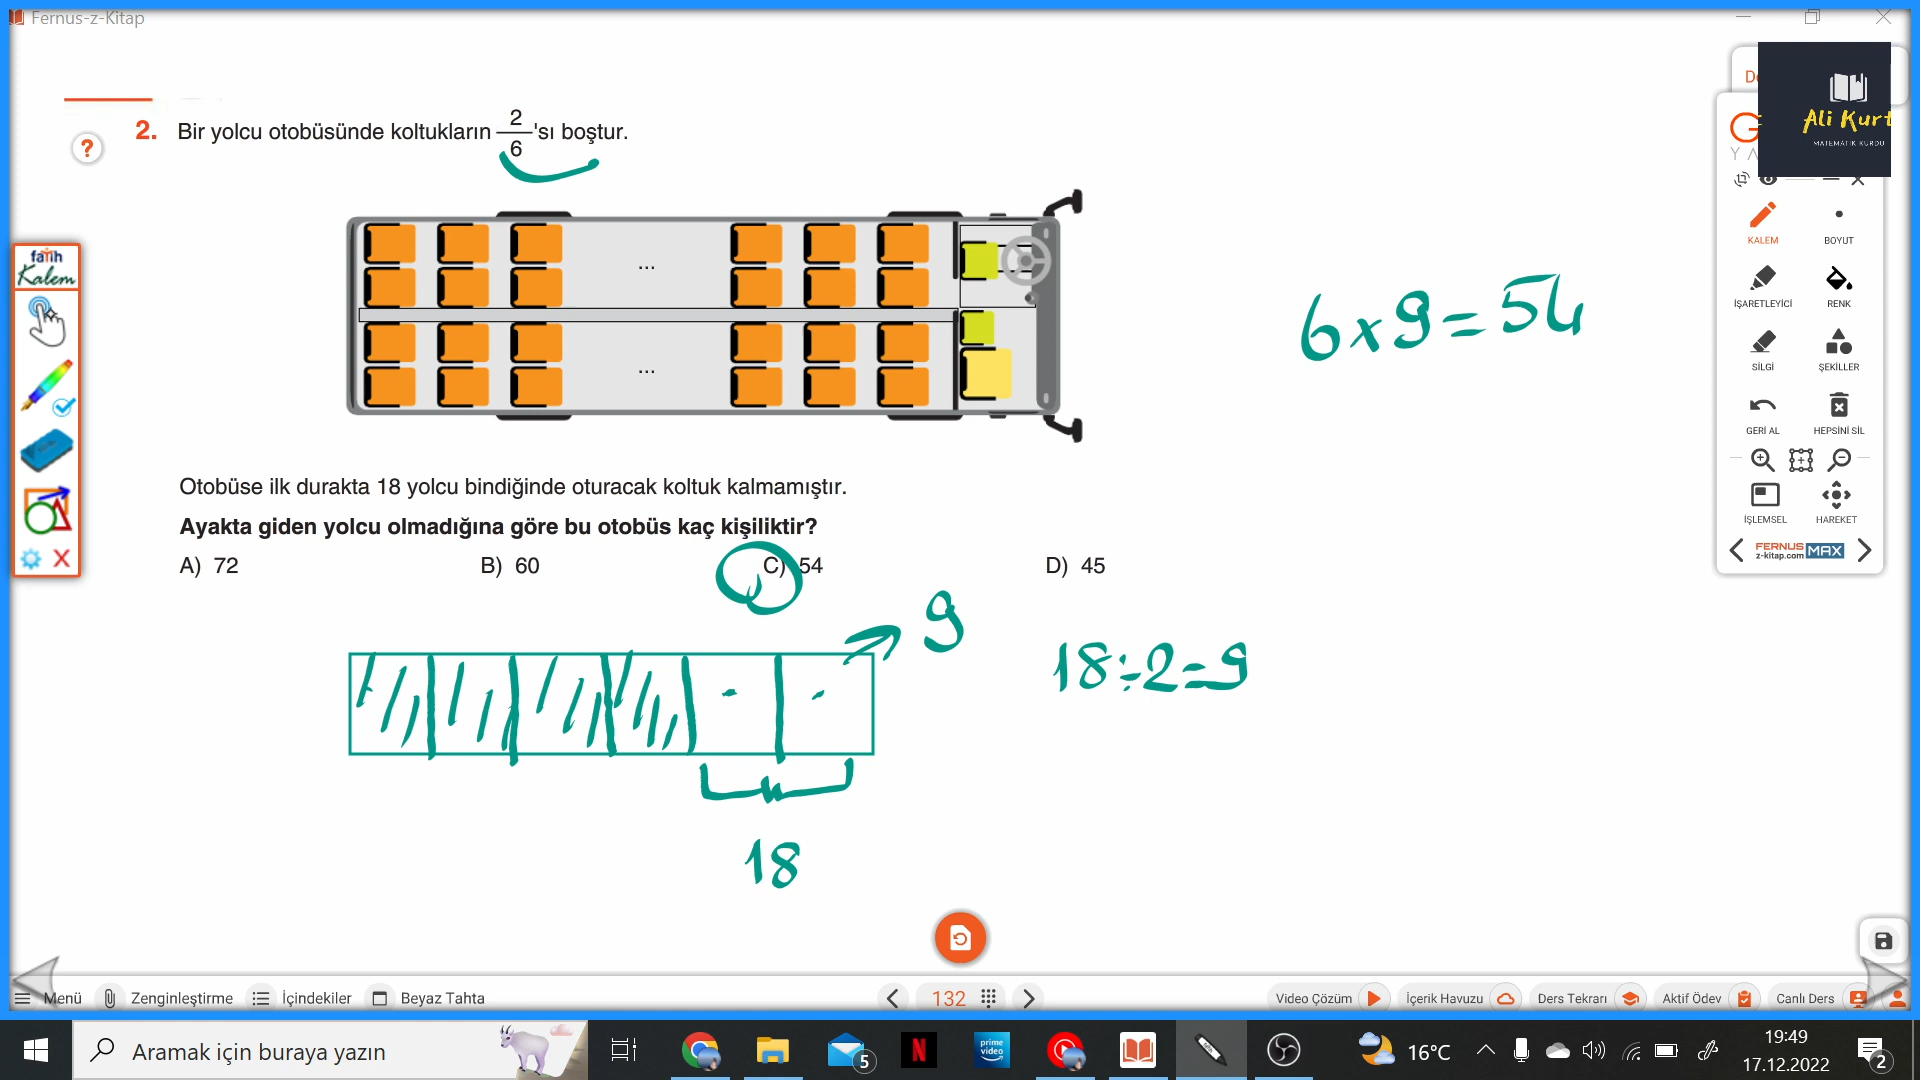 Fernus-z-Kitap
Ali Kurt
MATEMATİK KURDU
2. Bir yolcu otobüsünde koltukların 2/6 'sı boştur.
?
fatih
Kalem
...
...
6x9=54
KALEM
BOYUT
İŞARETLEYİCİ
RENK
SİLGİ
ŞEKİLLER
GERİ AL
HEPSİNİ SİL
İŞLEMSEL
HAREKET
FERNUS
z-kitap.com
MAX
Otobüse ilk durakta 18 yolcu bindiğinde oturacak koltuk kalmamıştır.
Ayakta giden yolcu olmadığına göre bu otobüs kaç kişiliktir?
A) 72 B) 60 C) 54 D) 45
9
18÷2=9
18
Menü Zenginleştirme İçindekiler Beyaz Tahta 132 Video Çözüm İçerik Havuzu Ders Tekrarı Aktif Ödev Canlı Ders
Aramak için buraya yazın
5
N
prime
video
16°C
19:49
17.12.2022
2